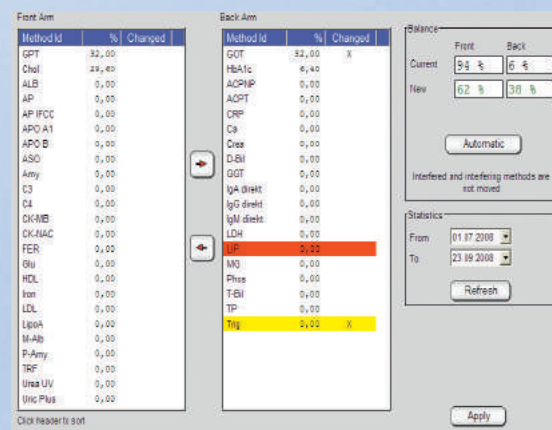 Front Arm
Method Id % Changed
GPT 32,00
Chol 29,60
ALB 0,00
AP 0,00
AP IFCC 0,00
APO A1 0,00
APO B 0,00
ASO 0,00
Amy 0,00
C3 0,00
C4 0,00
CK-MB 0,00
CK-NAC 0,00
FER 0,00
Glu 0,00
HDL 0,00
Iron 0,00
LDL 0,00
LipoA 0,00
M-Alb 0,00
P-Amy 0,00
TRF 0,00
Urea UV 0,00
Uric Plus 0,00
Click header to sort
Back Arm
Method Id % Changed
GOT 32,00 X
HbA1c 6,40
ACPNP 0,00
ACPT 0,00
CRP 0,00
Ca 0,00
Crea 0,00
D-Bil 0,00
GGT 0,00
IgA direkt 0,00
IgG direkt 0,00
IgM direkt 0,00
LDH 0,00
LIP 0,00
MG 0,00
Phos 0,00
T-Bil 0,00
TP 0,00
Trig 0,00 X
Balance
Front Back
Current 94 % 6 %
New 62 % 38 %
Automatic
Interfered and interfering methods are
not moved
Statistics
From 01.07.2008
To 23.09.2008
Refresh
Apply